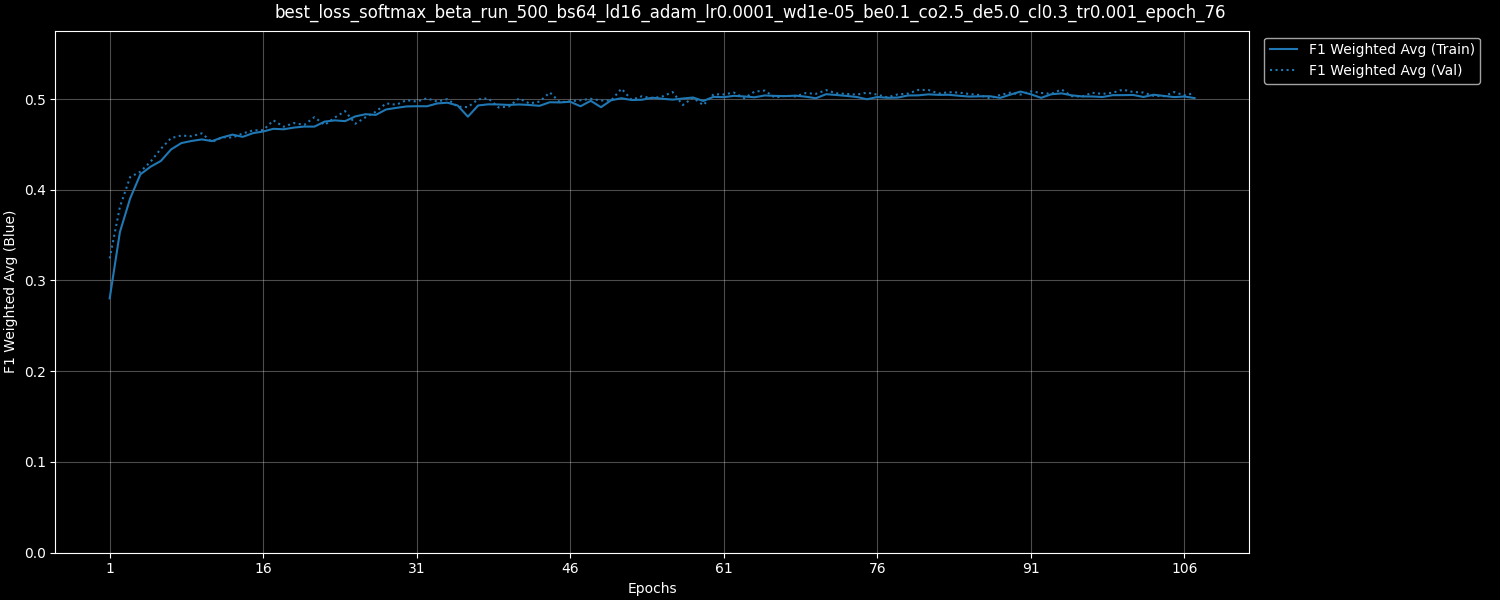 best_loss_softmax_beta_run_500_bs64_ld16_adam_lr0.0001_wd1e-05_be0.1_co2.5_de5.0_cl0.3_tr0.001_epoch_76
F1 Weighted Avg (Train)
F1 Weighted Avg (Val)
F1 Weighted Avg (Blue)
0.5
0.4
0.3
0.2
0.1
0.0
1 16 31 46 61 76 91 106
Epochs